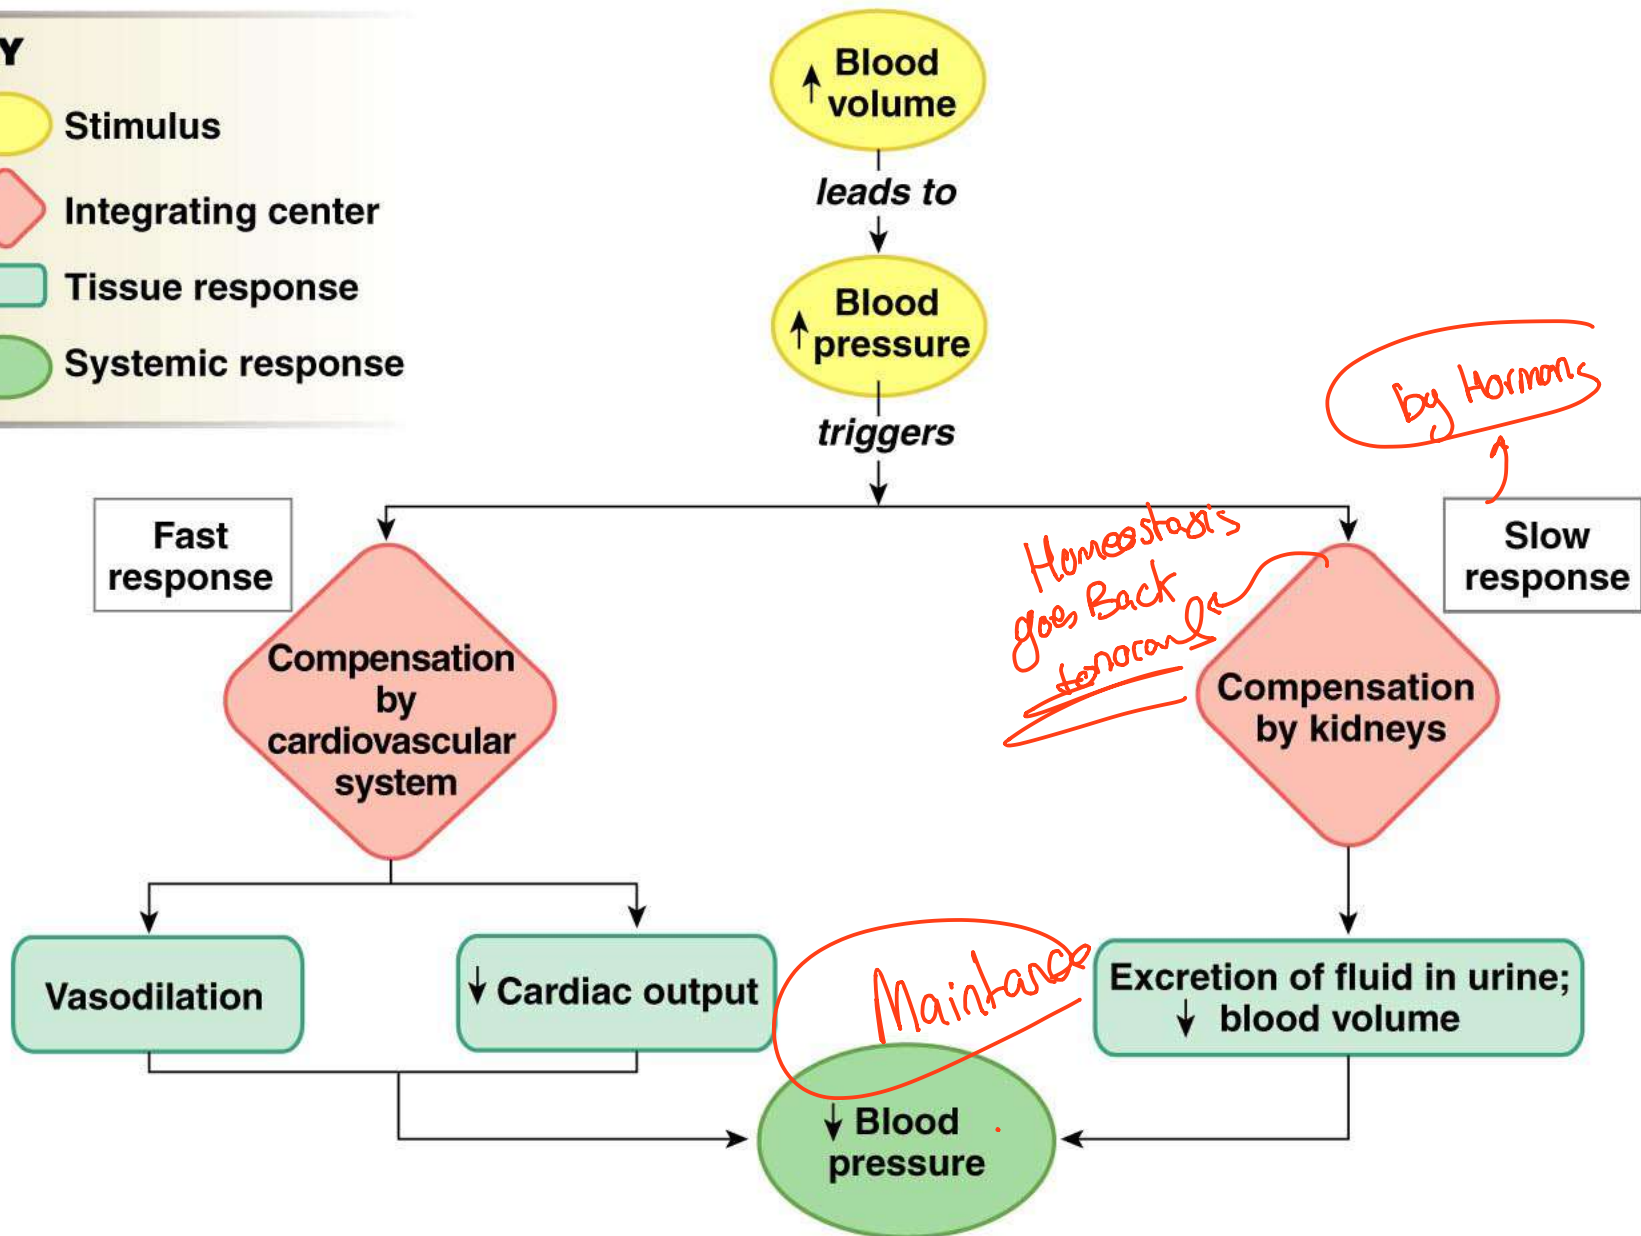 Y
Stimulus
Integrating center
Tissue response
Systemic response
↑ Blood
volume
leads to
↑ Blood
pressure
triggers
by Hormons
Fast
response
Homeostasis
goes Back
Slow
response
Compensation
by
cardiovascular
system
Compensation
by kidneys
Vasodilation
↓ Cardiac output
Maintance
Excretion of fluid in urine;
↓ blood volume
↓ Blood
pressure